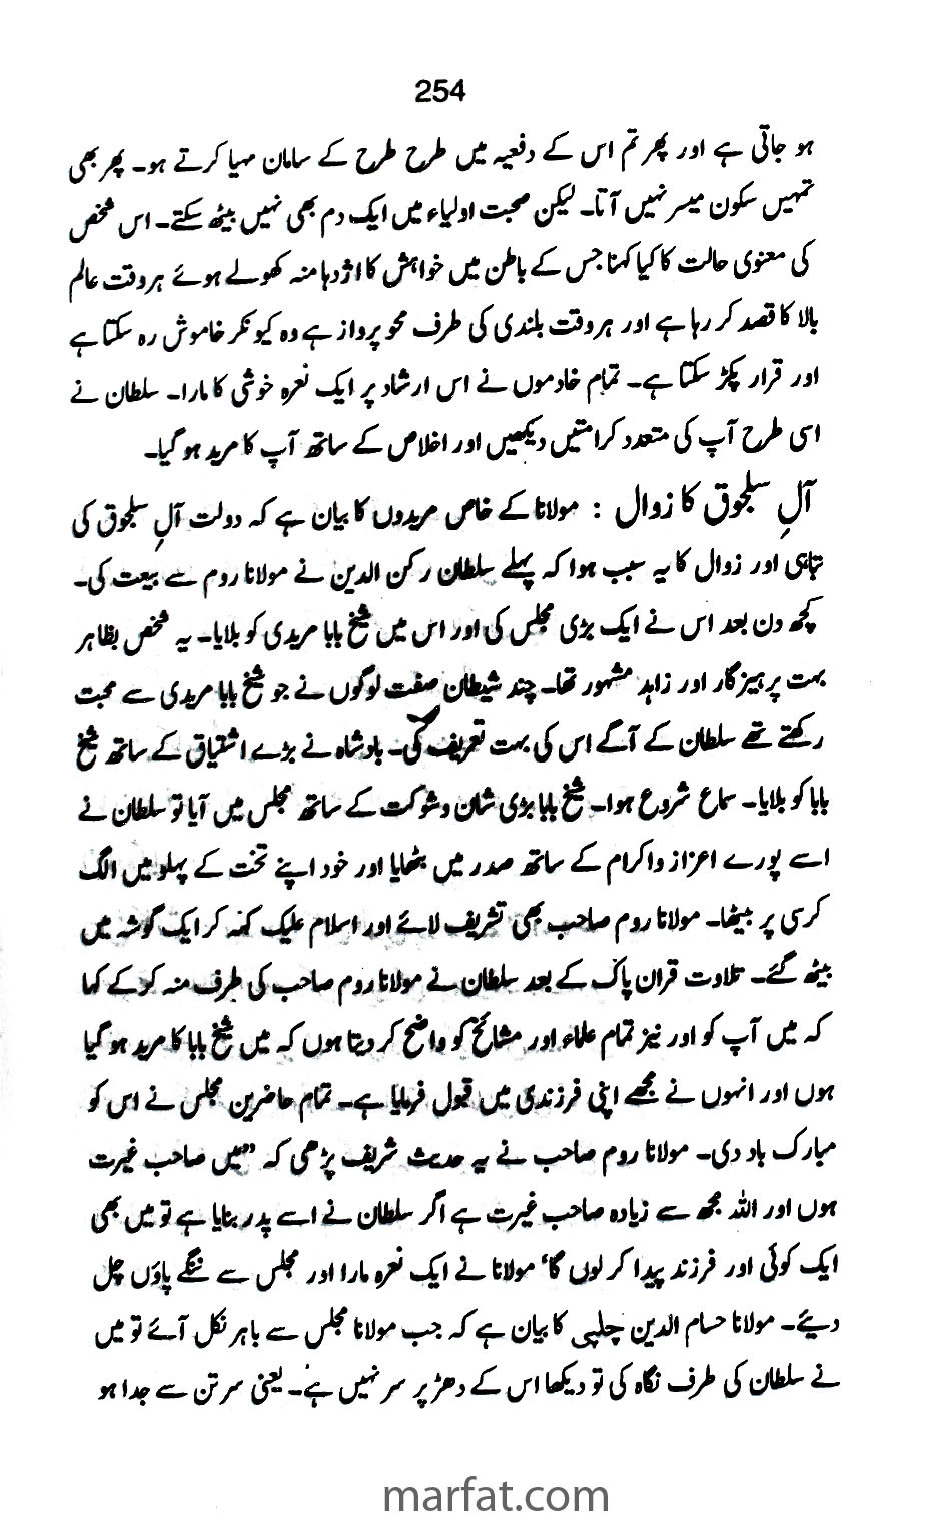 254
ہو جاتی ہے اور پھر تم اس کے دفعیہ میں طرح طرح کے سامان مہیا کرتے ہو۔ پھر بھی
تمہیں سکون میسر نہیں آتا۔ لیکن صحبت اولیاء میں ایک دم بھی نہیں بیٹھ سکتے۔ اس شخص
کی معنوی حالت کا کیا کہنا جس کے باطن میں خواہش کا اژدہا منہ کھولے ہوئے ہر وقت عالم
بالا کا قصد کر رہا ہے اور ہر وقت بلندی کی طرف محو پرواز ہے وہ کیونکر خاموش رہ سکتا ہے
اور قرار پکڑ سکتا ہے۔ تمام خادموں نے اس ارشاد پر ایک نعرہ خوشی کا مارا۔ سلطان نے
اسی طرح آپ کی متعدد کرامتیں دیکھیں اور اخلاص کے ساتھ آپ کا مرید ہو گیا۔
آلِ سلجوق کا زوال : مولانا کے خاص مریدوں کا بیان ہے کہ دولت آلِ سلجوق کی
تباہی اور زوال کا یہ سبب ہوا کہ پہلے سلطان رکن الدین نے مولانا روم سے بیعت کی۔
کچھ دن بعد اس نے ایک بڑی مجلس کی اور اس میں شیخ بابا مریدی کو بلایا۔ یہ شخص بظاہر
بہت پرہیزگار اور زاہد مشہور تھا۔ چند شیطان صفت لوگوں نے جو شیخ بابا مریدی سے محبت
رکھتے تھے سلطان کے آگے اس کی بہت تعریف کی۔ بادشاہ نے بڑے اشتیاق کے ساتھ شیخ
بابا کو بلایا۔ سماع شروع ہوا۔ شیخ بابا بڑی شان و شوکت کے ساتھ مجلس میں آیا تو سلطان نے
اسے پورے اعزاز و اکرام کے ساتھ صدر میں بٹھایا اور خود اپنے تخت کے پہلو میں الگ
کرسی پر بیٹھا۔ مولانا روم صاحب بھی تشریف لائے اور اسلام علیک کہہ کر ایک گوشہ میں
بیٹھ گئے۔ تلاوت قران پاک کے بعد سلطان نے مولانا روم صاحب کی طرف منہ کر کے کہا
کہ میں آپ کو اور نیز تمام علماء اور مشائخ کو واضح کر دیتا ہوں کہ میں شیخ بابا کا مرید ہو گیا
ہوں اور انہوں نے مجھے اپنی فرزندی میں قبول فرمایا ہے۔ تمام حاضرین مجلس نے اس کو
مبارک باد دی۔ مولانا روم صاحب نے یہ حدیث شریف پڑھی کہ ”میں صاحب غیرت
ہوں اور اللہ مجھ سے زیادہ صاحب غیرت ہے اگر سلطان نے اسے پدر بنایا ہے تو میں بھی
ایک کوئی اور فرزند پیدا کر لوں گا‘ مولانا نے ایک نعرہ مارا اور مجلس سے ننگے پاؤں چل
دیئے۔ مولانا حسام الدین چلپی کا بیان ہے کہ جب مولانا مجلس سے باہر نکل آئے تو میں
نے سلطان کی طرف نگاہ کی تو دیکھا اس کے دھڑ پر سر نہیں ہے۔ یعنی سر تن سے جدا ہو
marfat.com